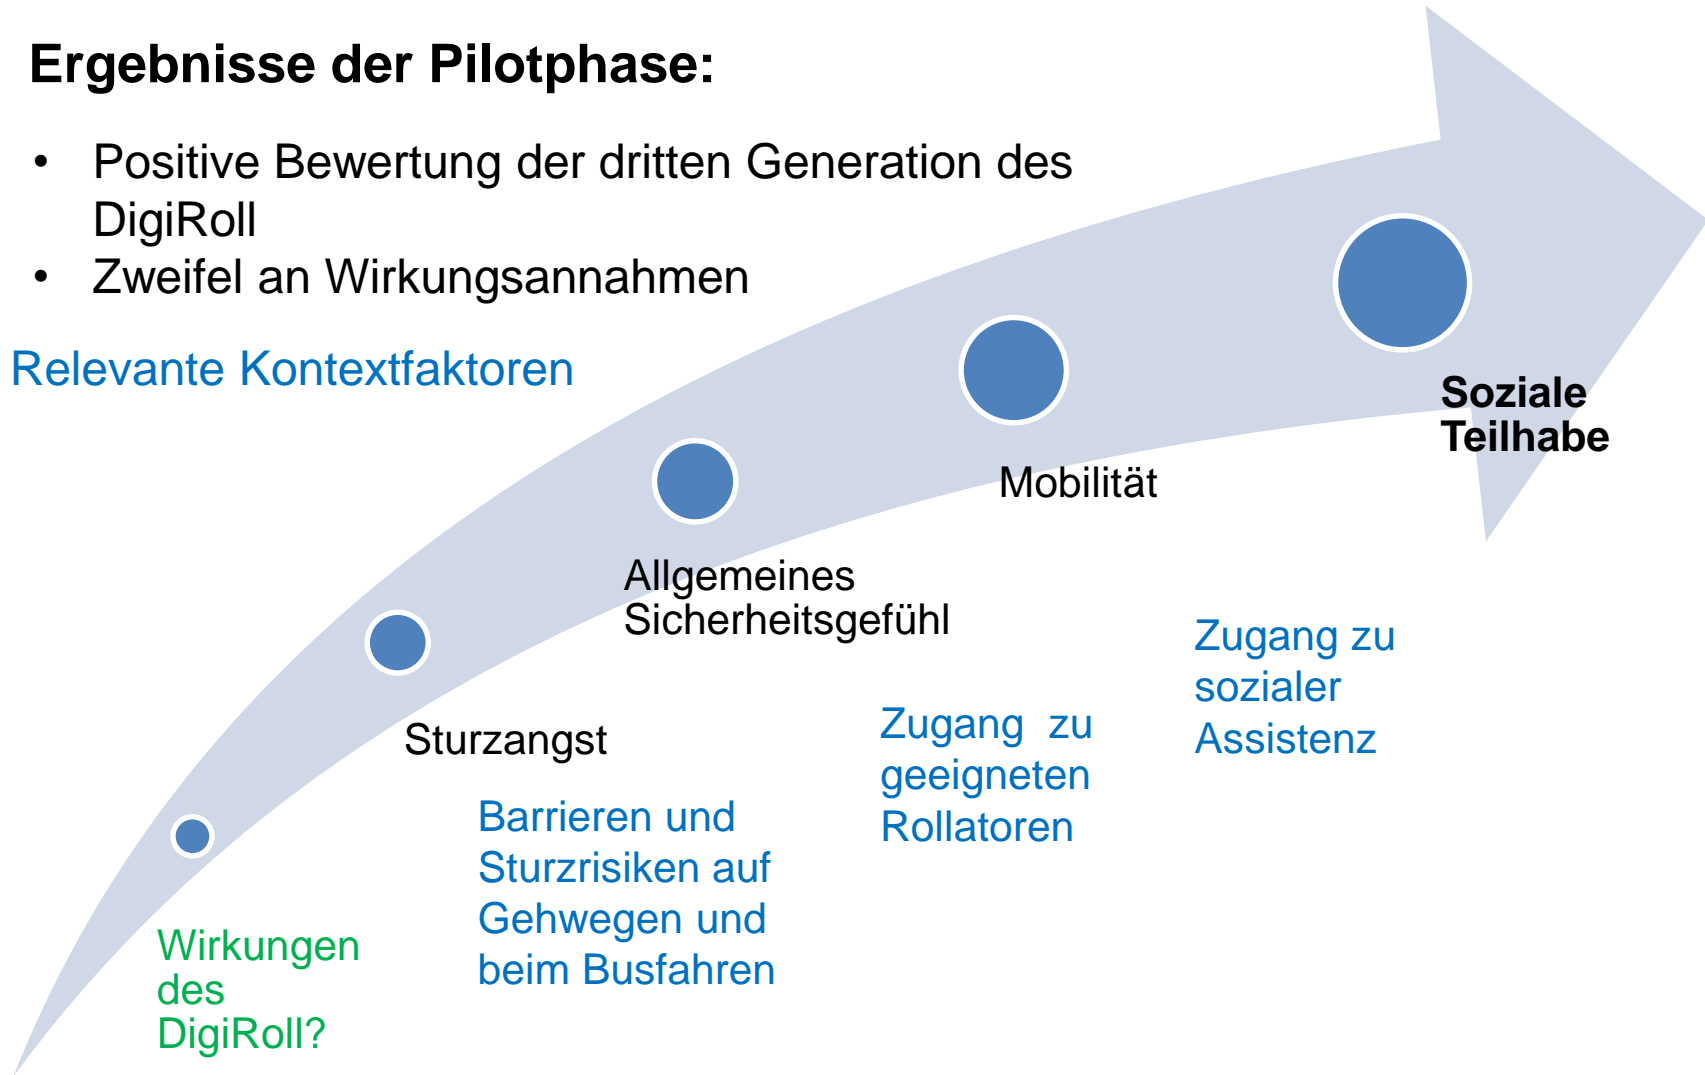 Ergebnisse der Pilotphase:
• Positive Bewertung der dritten Generation des
DigiRoll
• Zweifel an Wirkungsannahmen
Relevante Kontextfaktoren
Soziale
Teilhabe
Mobilität
Allgemeines
Sicherheitsgefühl
Sturzangst
Wirkungen
des
DigiRoll?
Barrieren und
Sturzrisiken auf
Gehwegen und
beim Busfahren
Zugang zu
geeigneten
Rollatoren
Zugang zu
sozialer
Assistenz